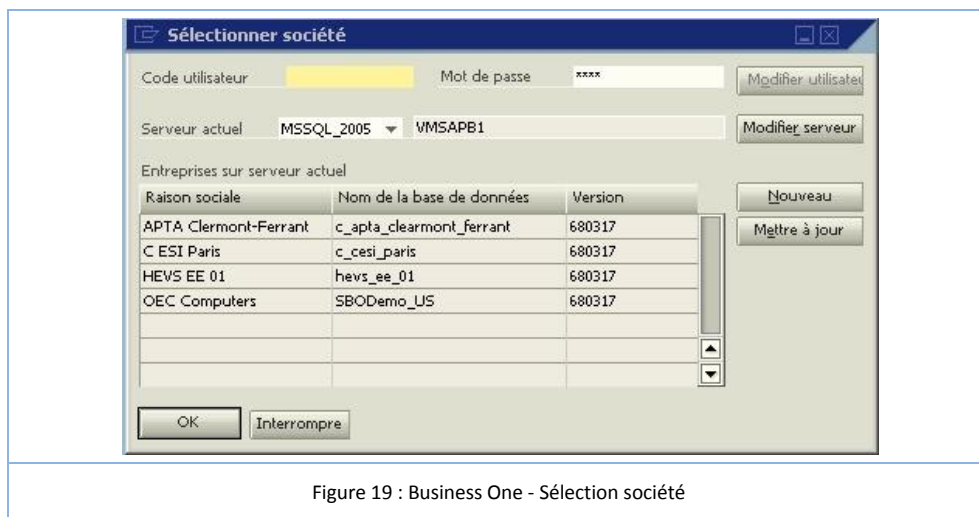 Sélectionner société
Code utilisateur Mot de passe **** Modifier utilisateu
Serveur actuel MSSQL_2005 VMSAPB1 Modifier serveur
Entreprises sur serveur actuel
Raison sociale Nom de la base de données Version Nouveau
APTA Clermont-Ferrant c_apta_clearmont_ferrant 680317 Mettre à jour
C ESI Paris c_cesi_paris 680317
HEVS EE 01 hevs_ee_01 680317
OEC Computers SBODemo_US 680317
OK Interrompre
Figure 19 : Business One - Sélection société